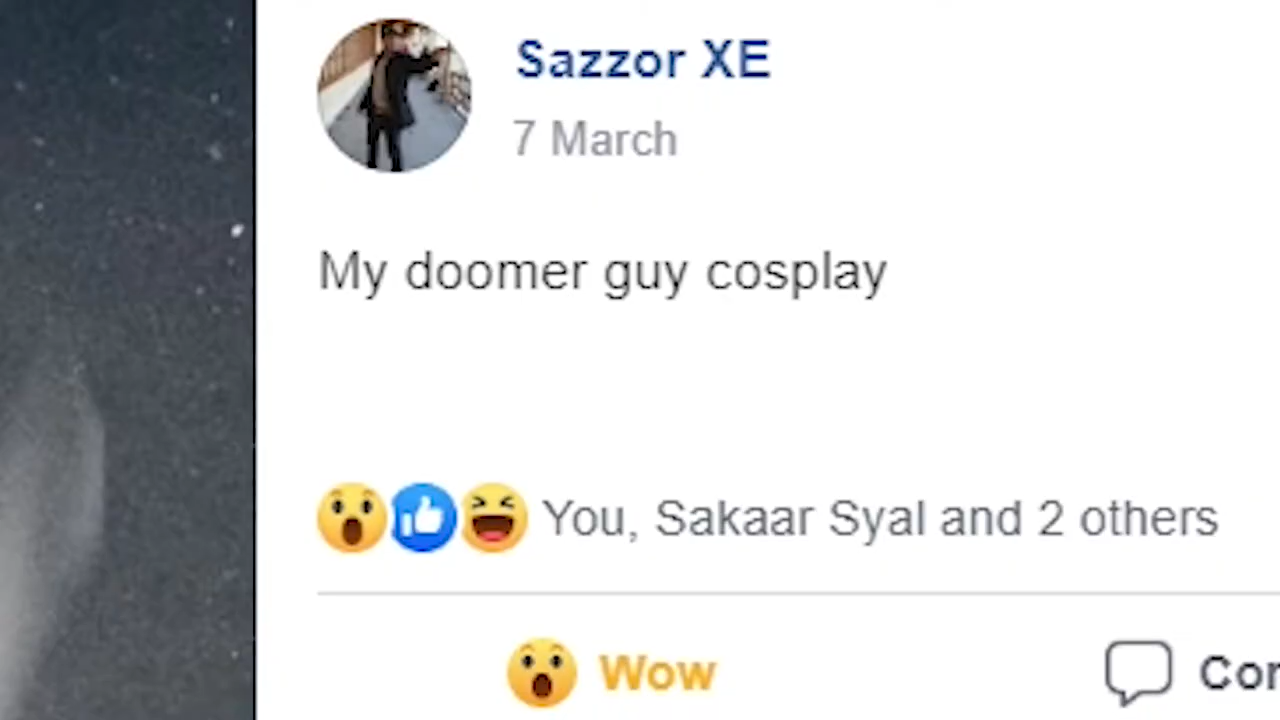 Sazzor XE
7 March
My doomer guy cosplay
You, Sakaar Syal and 2 others
Wow